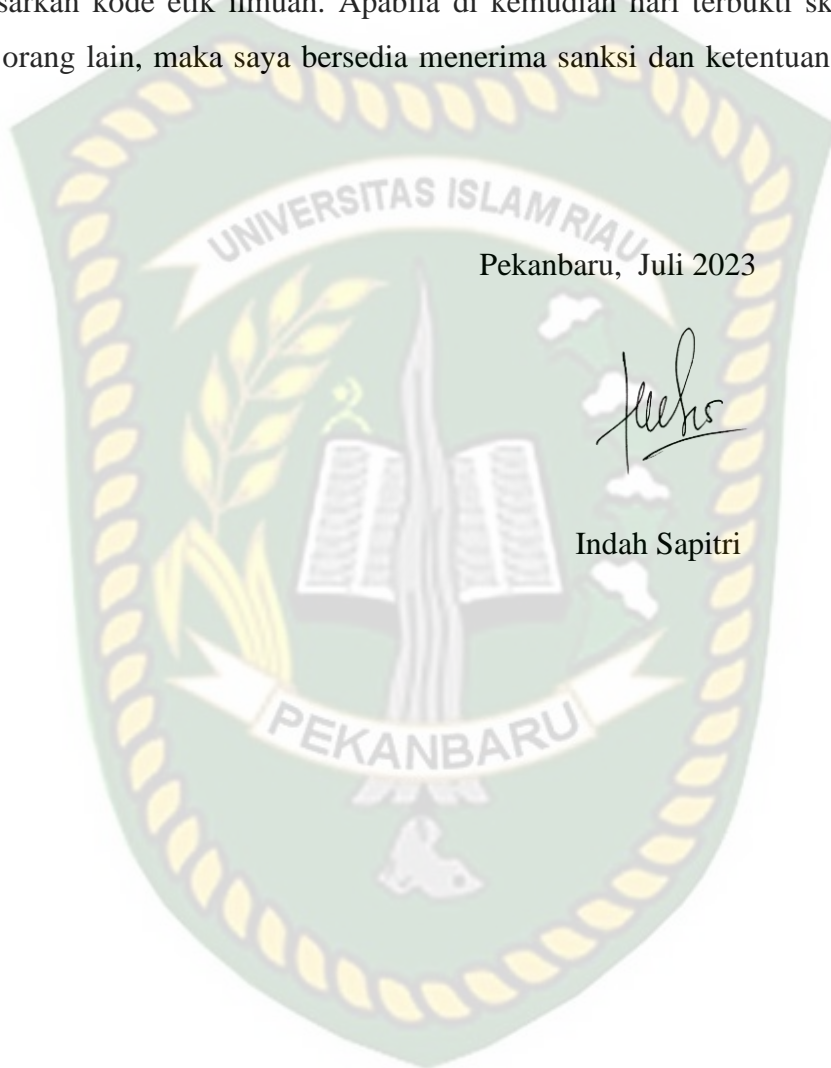 sarkan kode etik ilmuan. Apabila di kemudian hari terbukti sk
orang lain, maka saya bersedia menerima sanksi dan ketentuan
UNIVERSITAS ISLAM RIAU
Pekanbaru, Juli 2023
Indah Sapitri
PEKANBARU